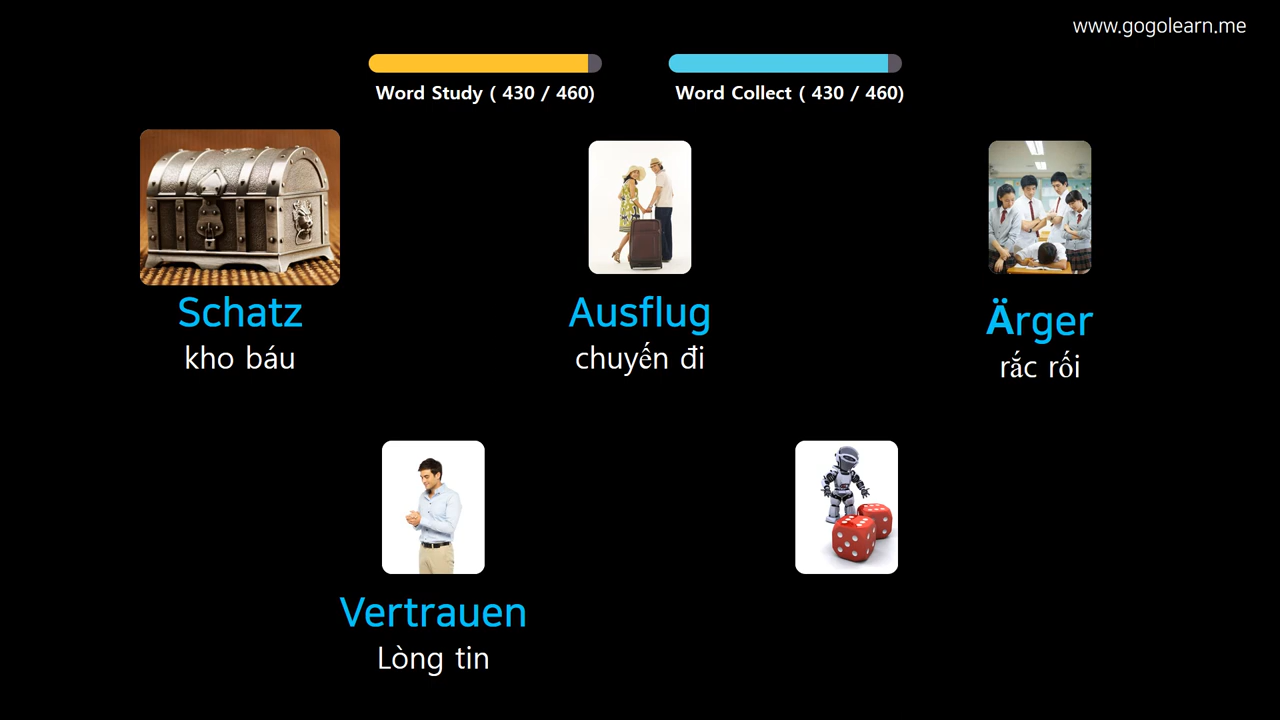 www.gogolearn.me
Word Study ( 430 / 460)
Word Collect ( 430 / 460)
Schatz
kho báu
Ausflug
chuyến đi
Ärger
rắc rối
Vertrauen
Lòng tin